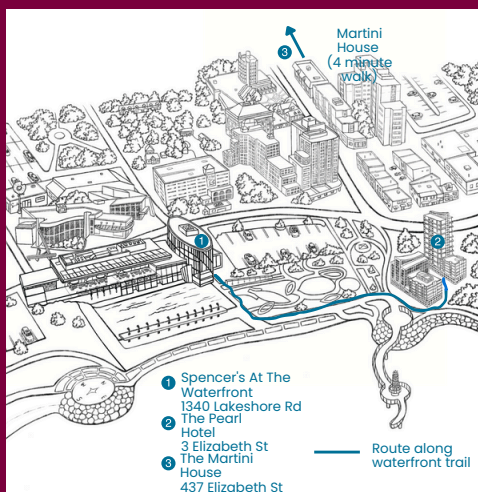 Martini
House
(4 minute
walk)
3
1
2
1 Spencer's At The
Waterfront
1340 Lakeshore Rd
2 The Pearl
Hotel
3 Elizabeth St
3 The Martini
House
437 Elizabeth St
Route along
waterfront trail